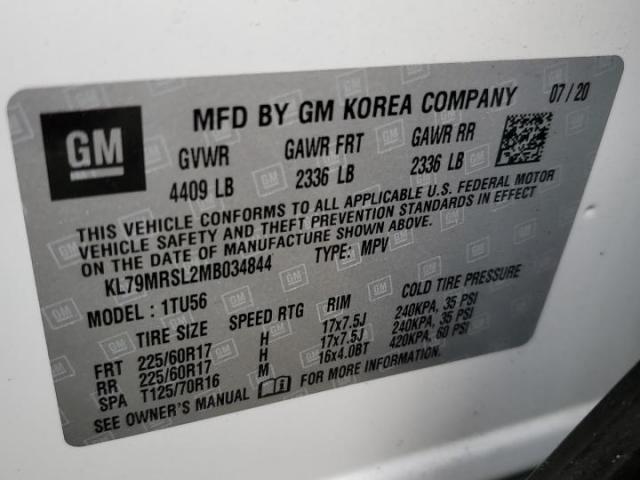 GM
MFD BY GM KOREA COMPANY 07/20
GVWR GAWR FRT GAWR RR
4409 LB 2336 LB 2336 LB
THIS VEHICLE CONFORMS TO ALL APPLICABLE U.S. FEDERAL MOTOR
VEHICLE SAFETY AND THEFT PREVENTION STANDARDS IN EFFECT
ON THE DATE OF MANUFACTURE SHOWN ABOVE.
KL79MRSL2MB034844 TYPE: MPV
MODEL: 1TU56
TIRE SIZE SPEED RTG RIM COLD TIRE PRESSURE
FRT 225/60R17 H 17x7.5J 240KPA, 35 PSI
RR 225/60R17 H 17x7.5J 240KPA, 35 PSI
SPA T125/70R16 M 16x4.0BT 420KPA, 60 PSI
SEE OWNER'S MANUAL FOR MORE INFORMATION.